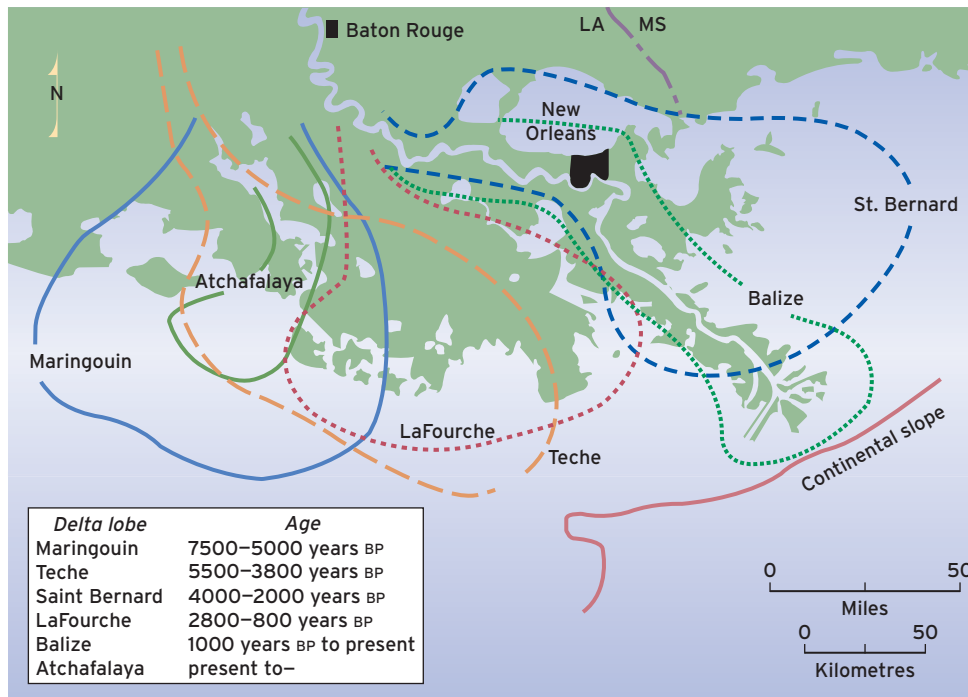 LA MS
Baton Rouge
N
New
Orleans
St. Bernard
Atchafalaya
Balize
Maringouin
LaFourche
Teche
Continental slope
Delta lobe Age
Maringouin 7500–5000 years BP
Teche 5500–3800 years BP
Saint Bernard 4000–2000 years BP
LaFourche 2800–800 years BP
Balize 1000 years BP to present
Atchafalaya present to–
0 50
Miles
0 50
Kilometres